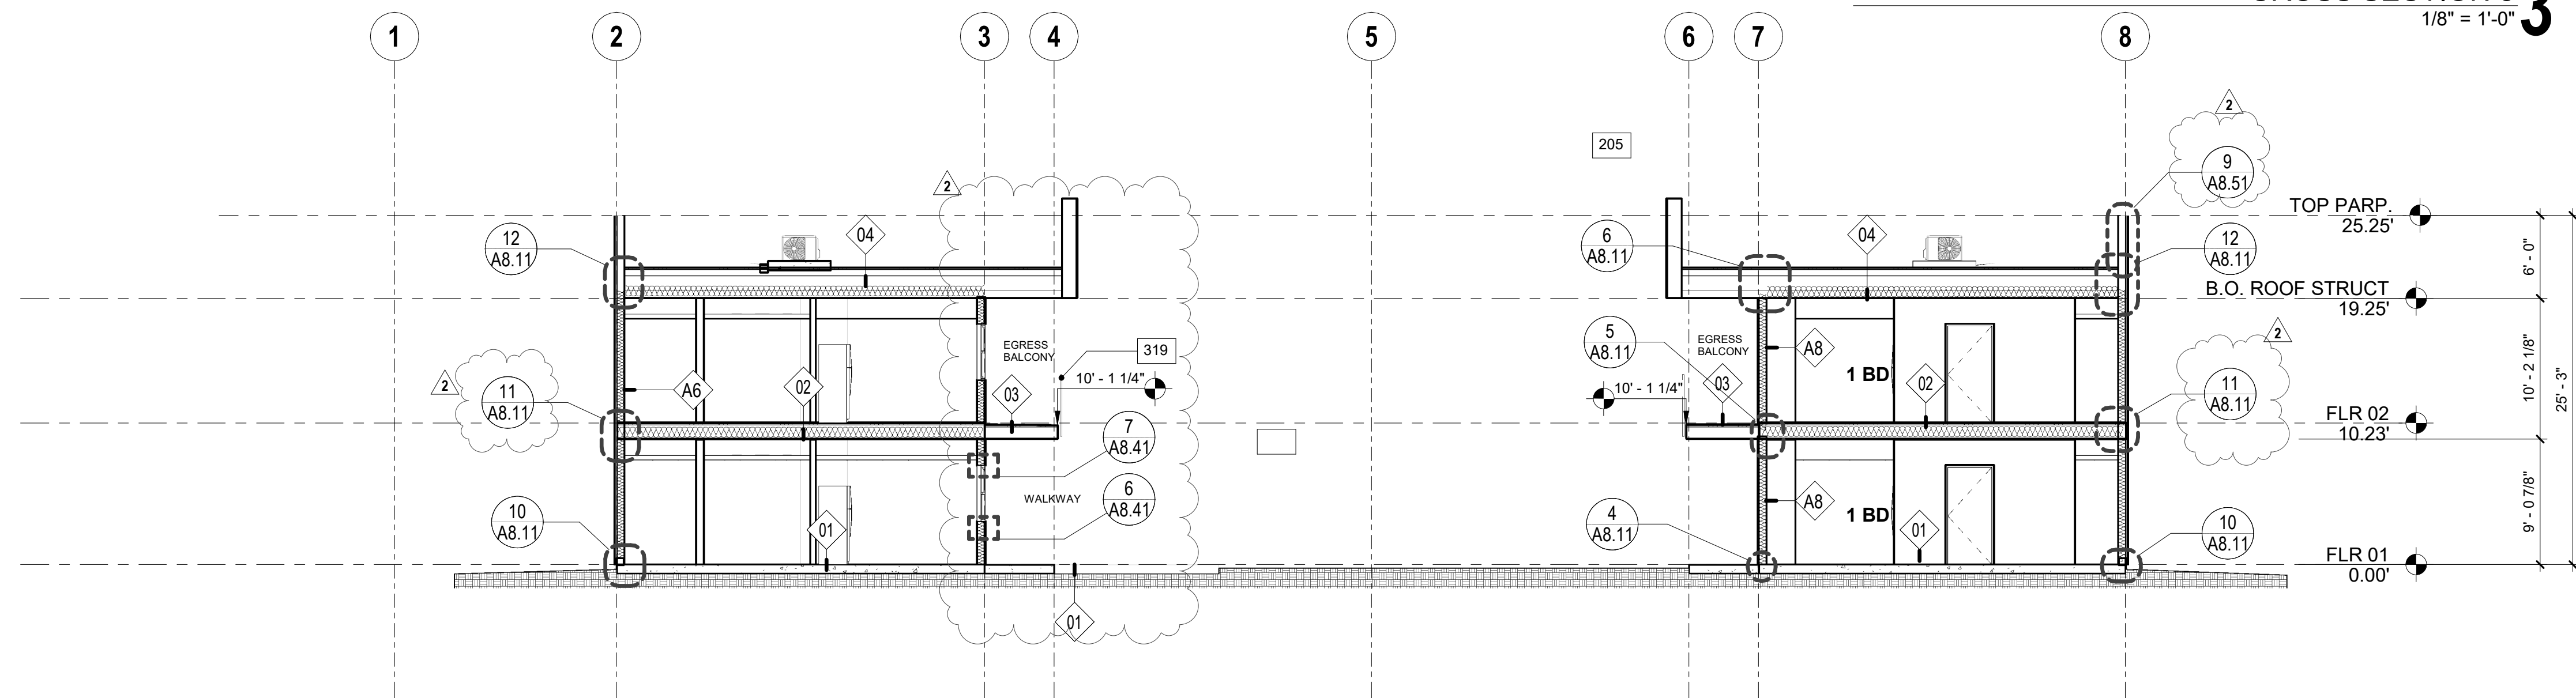 1/8" = 1'-0"
3
1
2
3
4
5
6
7
8
2
9
A8.51
205
2
TOP PARP.
25.25'
12
A8.11
04
6
A8.11
04
12
A8.11
6' - 0"
B.O. ROOF STRUCT
19.25'
EGRESS
BALCONY
319
5
A8.11
EGRESS
BALCONY
A8
2
2
11
A8.11
A6
02
03
10' - 1 1/4"
10' - 1 1/4"
03
1 BD
02
11
A8.11
10' - 2 1/8"
25' - 3"
FLR 02
10.23'
7
A8.41
WALKWAY
6
A8.41
10
A8.11
01
4
A8.11
A8
1 BD
01
10
A8.11
9' - 0 7/8"
FLR 01
0.00'
01